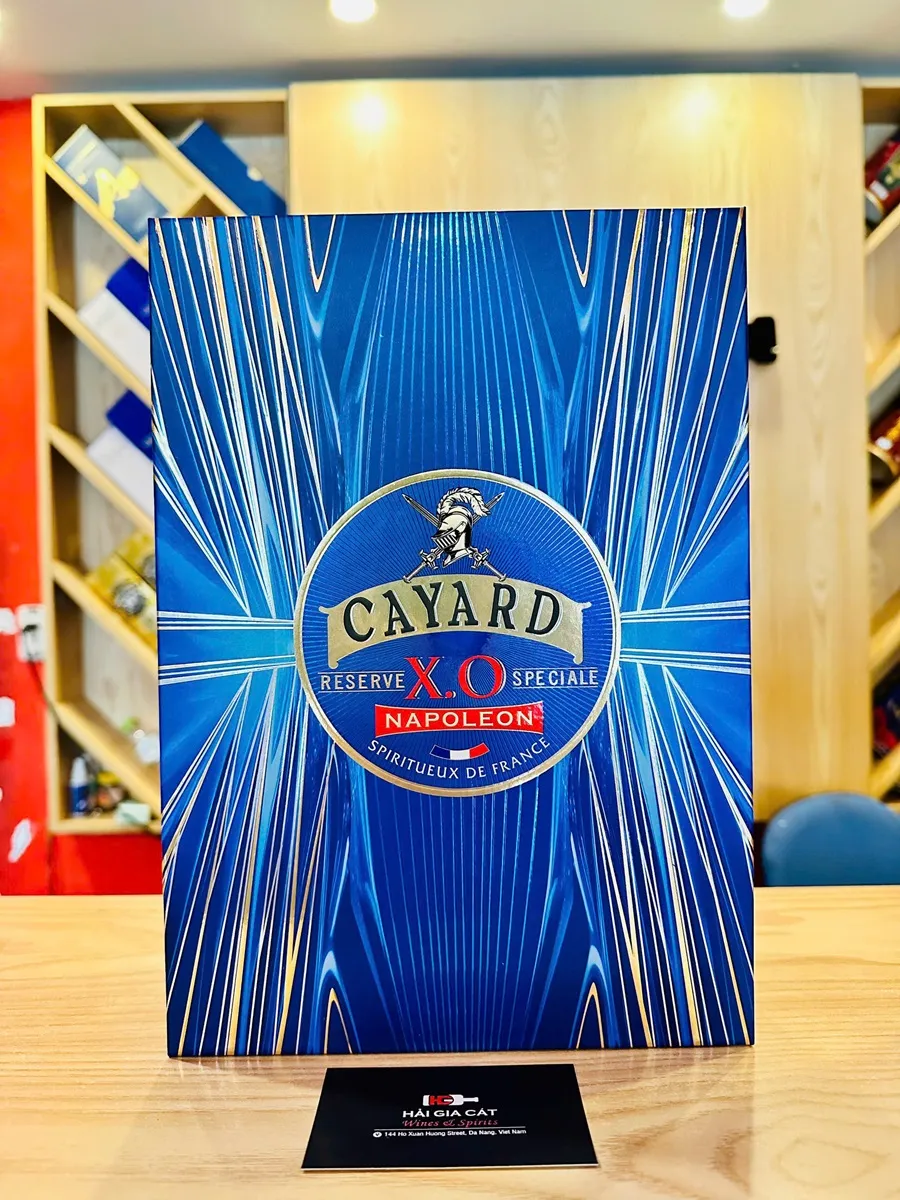 CAYARD
RESERVE X.O SPECIALE
NAPOLEON
SPIRITUEUX DE FRANCE
HG
HẢI GIA CÁT
Wines & Spirits
144 Ho Xuan Huong Street, Da Nang, Viet Nam